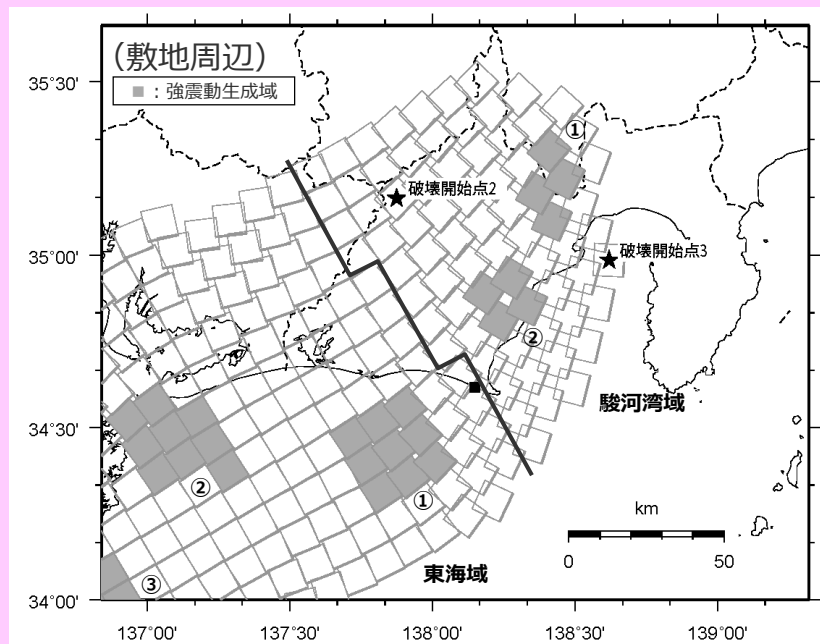 (敷地周辺)
■:強震動生成域
35°30'
35°00'
34°30'
34°00'
①
破壊開始点2
破壊開始点3
②
駿河湾域
②
①
km
0 50
東海域
③
137°00' 137°30' 138°00' 138°30' 139°00'